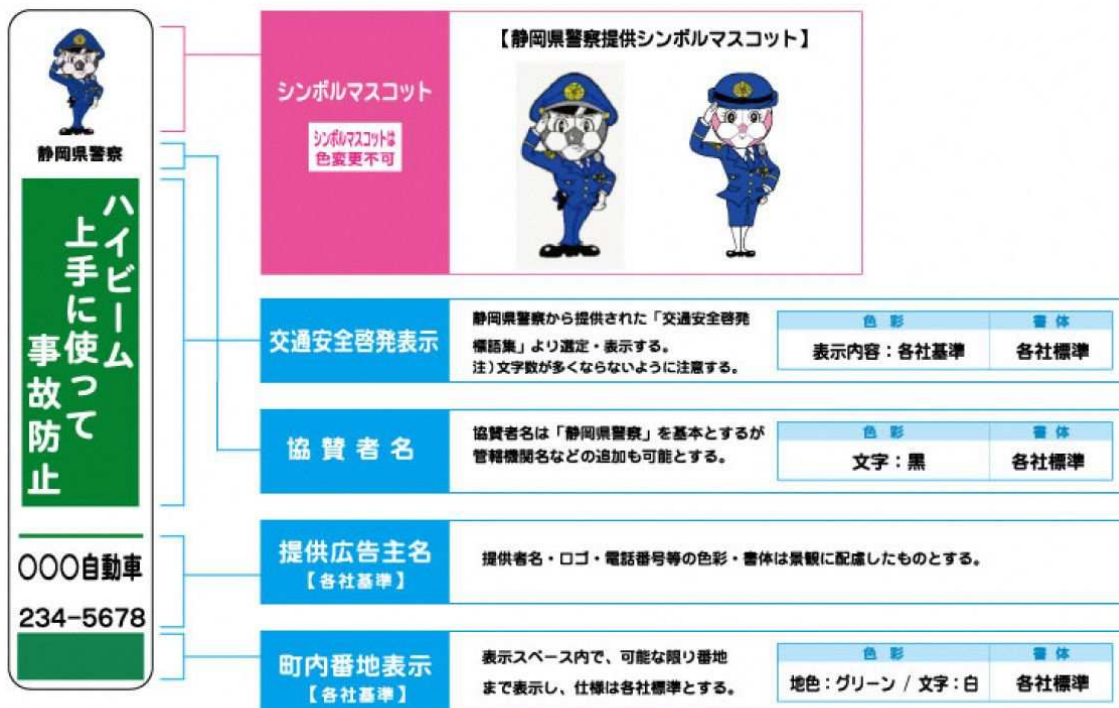 静岡県警察
ハイビーム
上手に使って
事故防止
〇〇〇自動車
234-5678
シンボルマスコット
シンボルマスコットは
色変更不可
【静岡県警察提供シンボルマスコット】
交通安全啓発表示
静岡県警察から提供された「交通安全啓発
標語集」より選定・表示する。
注)文字数が多くならないように注意する。
色彩 書体
表示内容:各社基準 各社標準
協賛者名
協賛者名は「静岡県警察」を基本とするが
管轄機関名などの追加も可能とする。
色彩 書体
文字:黒 各社標準
提供広告主名
【各社基準】
提供者名・ロゴ・電話番号等の色彩・書体は景観に配慮したものとする。
町内番地表示
【各社基準】
表示スペース内で、可能な限り番地
まで表示し、仕様は各社標準とする。
色彩 書体
地色:グリーン / 文字:白 各社標準